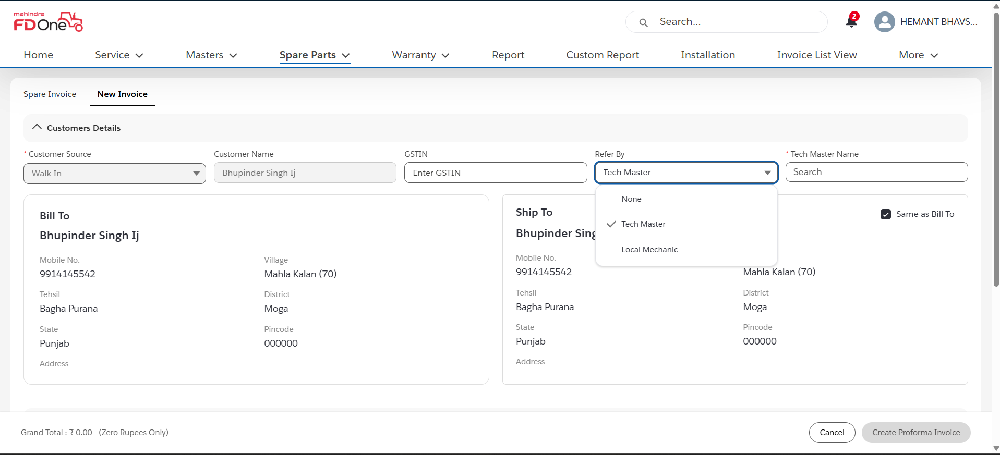 mahindra
FD One
Search...
2
HEMANT BHAVS...
Home
Service
Masters
Spare Parts
Warranty
Report
Custom Report
Installation
Invoice List View
More
Spare Invoice
New Invoice
Customers Details
* Customer Source
Customer Name
GSTIN
Refer By
* Tech Master Name
Walk-In
Bhupinder Singh Ij
Enter GSTIN
Tech Master
Search
None
Tech Master
Local Mechanic
Bill To
Bhupinder Singh Ij
Mobile No.
9914145542
Village
Mahla Kalan (70)
Tehsil
Bagha Purana
District
Moga
State
Punjab
Pincode
000000
Address
Ship To
Same as Bill To
Bhupinder Sing
Mobile No.
9914145542
Mahla Kalan (70)
Tehsil
Bagha Purana
District
Moga
State
Punjab
Pincode
000000
Address
Grand Total : ₹ 0.00 (Zero Rupees Only)
Cancel
Create Proforma Invoice